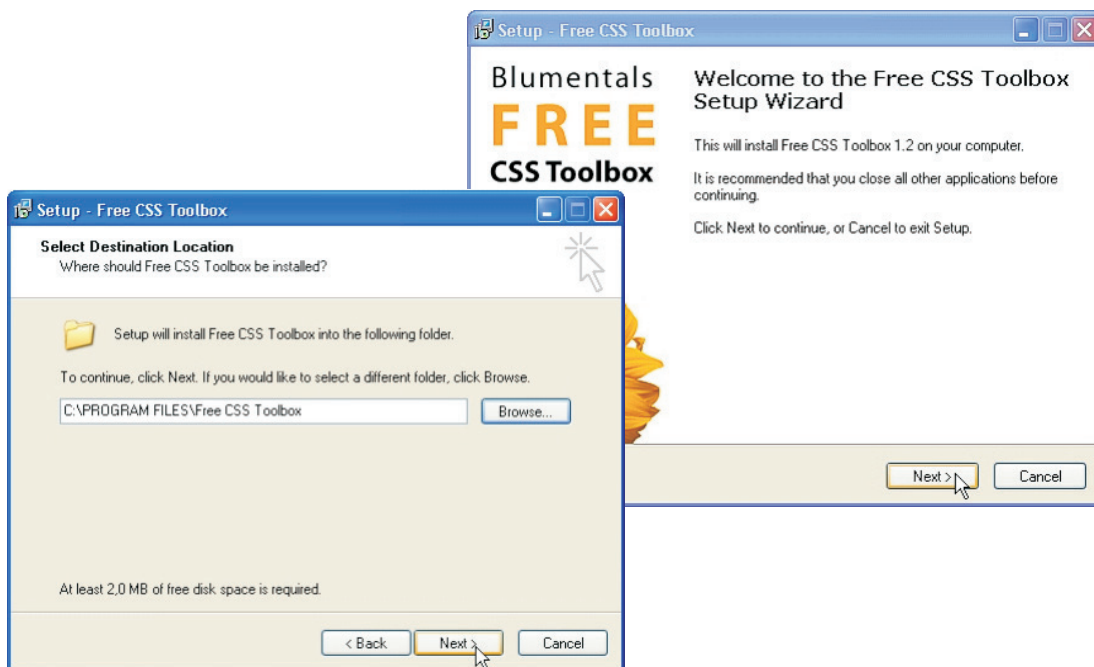 Setup - Free CSS Toolbox
Blumentals
FREE
CSS Toolbox
Welcome to the Free CSS Toolbox
Setup Wizard
This will install Free CSS Toolbox 1.2 on your computer.
It is recommended that you close all other applications before
continuing.
Click Next to continue, or Cancel to exit Setup.
Next >
Cancel
Setup - Free CSS Toolbox
Select Destination Location
Where should Free CSS Toolbox be installed?
Setup will install Free CSS Toolbox into the following folder.
To continue, click Next. If you would like to select a different folder, click Browse.
C:\PROGRAM FILES\Free CSS Toolbox
Browse...
At least 2,0 MB of free disk space is required.
< Back
Next >
Cancel